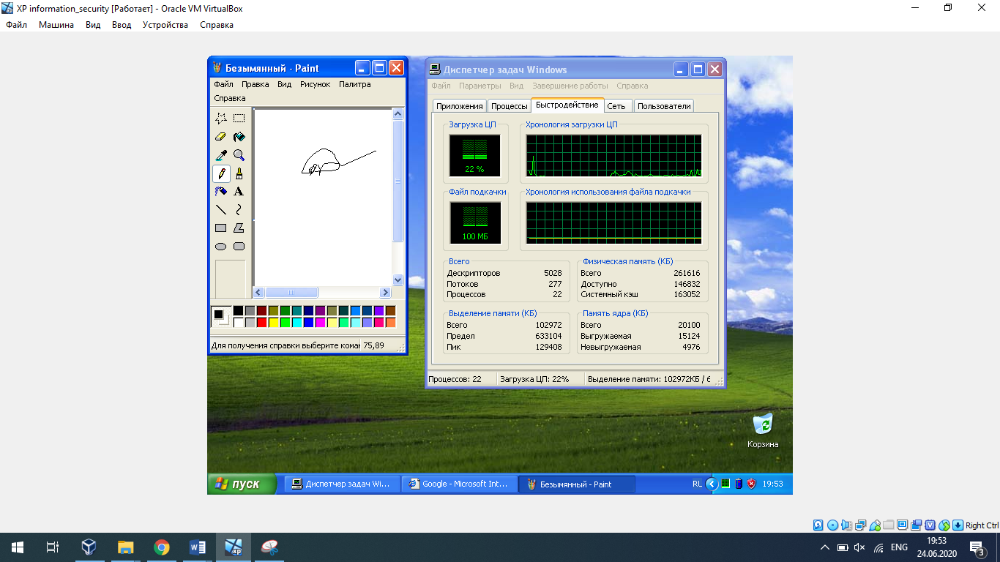 XP information_security [Работает] - Oracle VM VirtualBox
Файл Машина Вид Ввод Устройства Справка
Безымянный - Paint
Файл Правка Вид Рисунок Палитра
Справка
A
Для получения справки выберите коман 75,89
Диспетчер задач Windows
Файл Параметры Вид Завершение работы Справка
Приложения Процессы Быстродействие Сеть Пользователи
Загрузка ЦП Хронология загрузки ЦП
22 %
Файл подкачки Хронология использования файла подкачки
100 МБ
Всего
Дескрипторов 5028
Потоков 277
Процессов 22
Физическая память (КБ)
Всего 261616
Доступно 146832
Системный кэш 163052
Выделение памяти (КБ)
Всего 102972
Предел 633104
Пик 129408
Память ядра (КБ)
Всего 20100
Выгружаемая 15124
Невыгружаемая 4976
Процессов: 22 Загрузка ЦП: 22% Выделение памяти: 102972КБ / 6
Корзина
пуск Диспетчер задач Wi... Google - Microsoft Int... Безымянный - Paint RL 19:53
Right Ctrl
ENG 19:53
24.06.2020
3